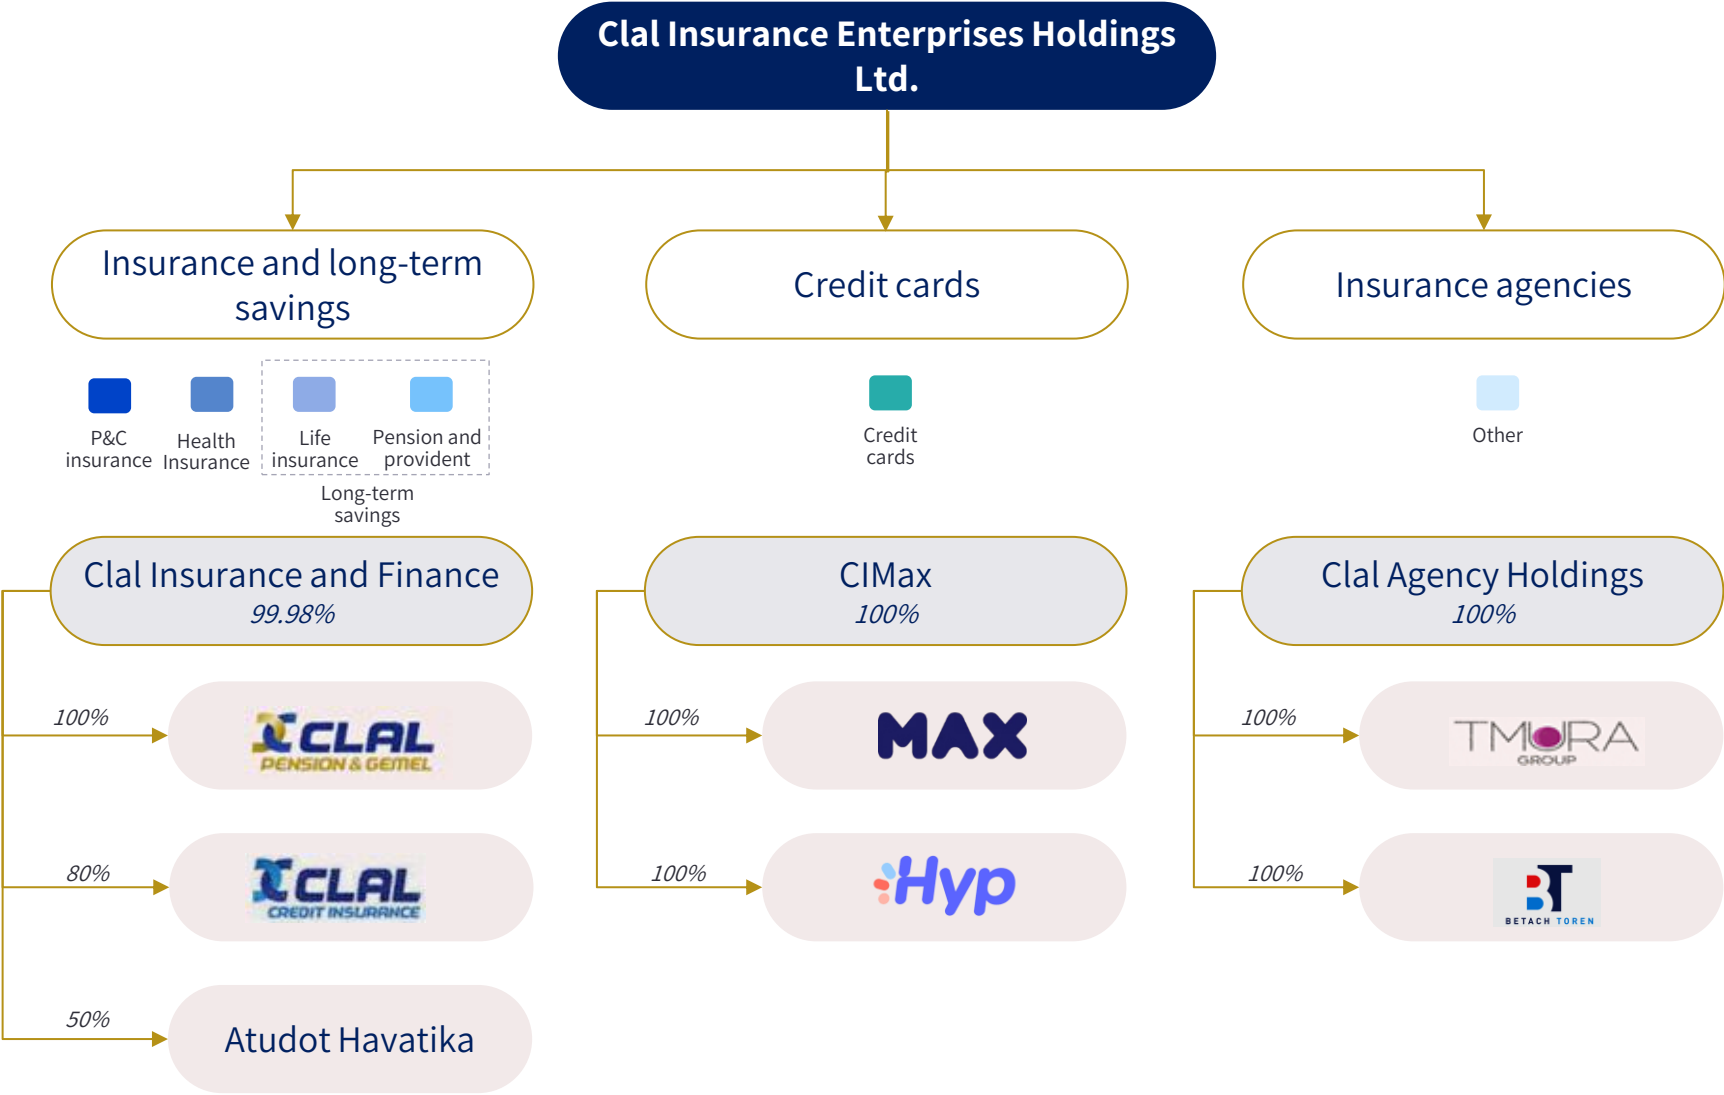 Clal Insurance Enterprises Holdings
Ltd.
Insurance and long-term
savings
Credit cards
Insurance agencies
P&C
insurance
Health
Insurance
Life
insurance
Pension and
provident
Long-term
savings
Credit
cards
Other
Clal Insurance and Finance
99.98%
CIMax
100%
Clal Agency Holdings
100%
100%
CLAL
PENSION & GEMEL
100%
MAX
100%
TMURA
GROUP
80%
CLAL
CREDIT INSURANCE
100%
Hyp
100%
BT
BETACH TOREN
50%
Atudot Havatika